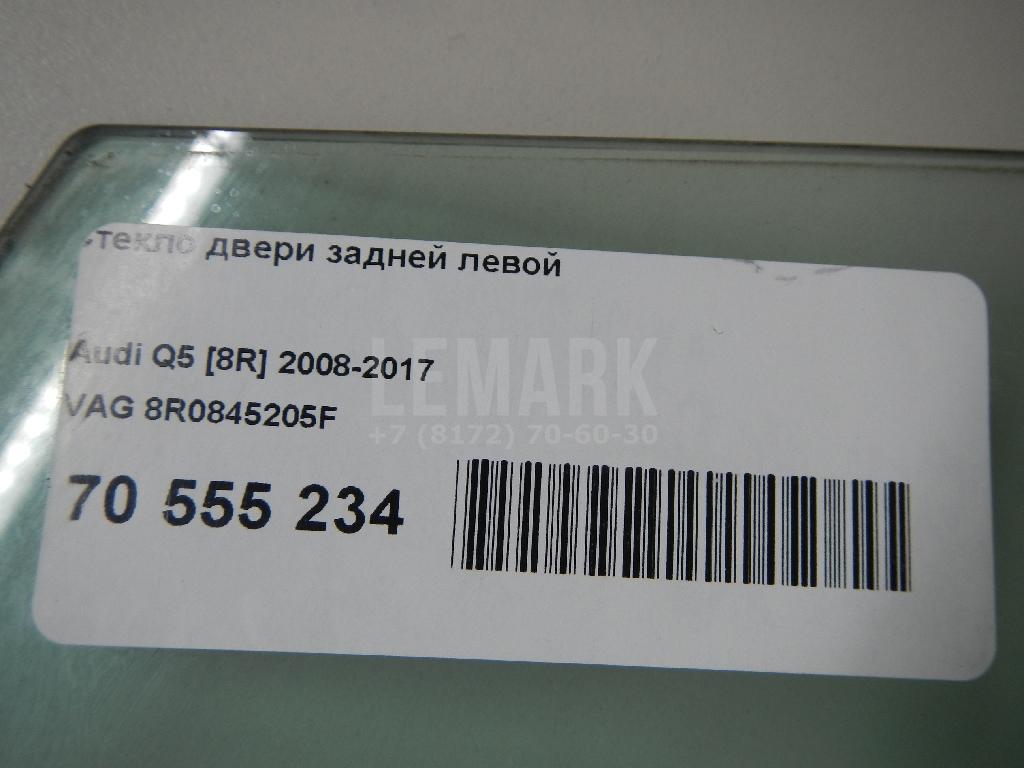 стекло двери задней левой
Audi Q5 [8R] 2008-2017
VAG 8R0845205F
LEMARK
+7 (8172) 70-60-30
70 555 234